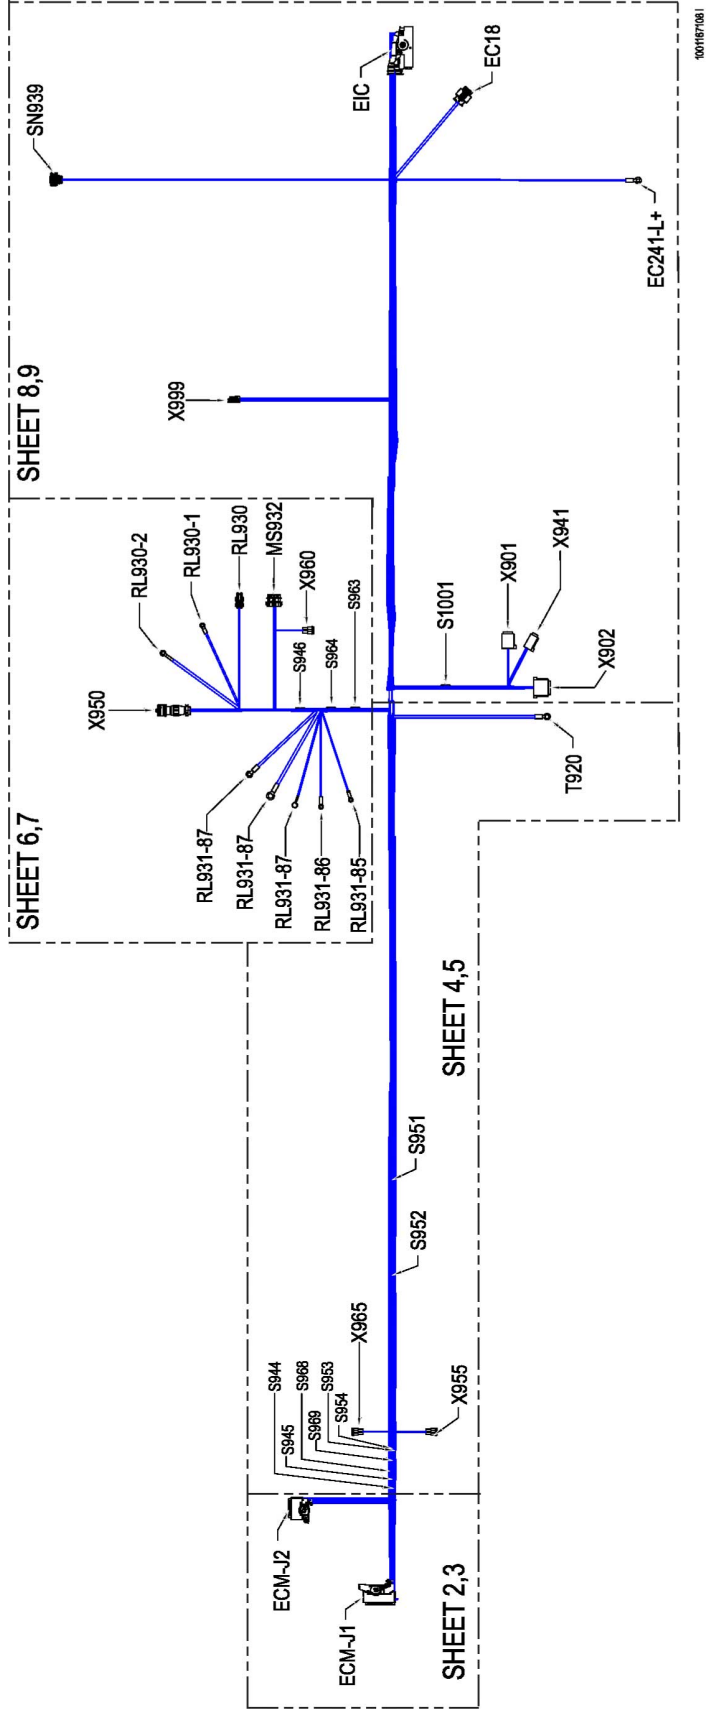 SN939
EIC
EC18
EC241-L+
SHEET 8,9
X999
RL930-2
RL930-1
RL930
MS932
X960
S946
S964
S963
X950
S1001
X901
X941
X902
T920
SHEET 6,7
RL931-87
RL931-87
RL931-87
RL931-86
RL931-85
SHEET 4,5
S951
S952
X965
X955
S944
S945
S968
S969
S953
S954
ECM-J2
ECM-J1
SHEET 2,3
1001167108 I